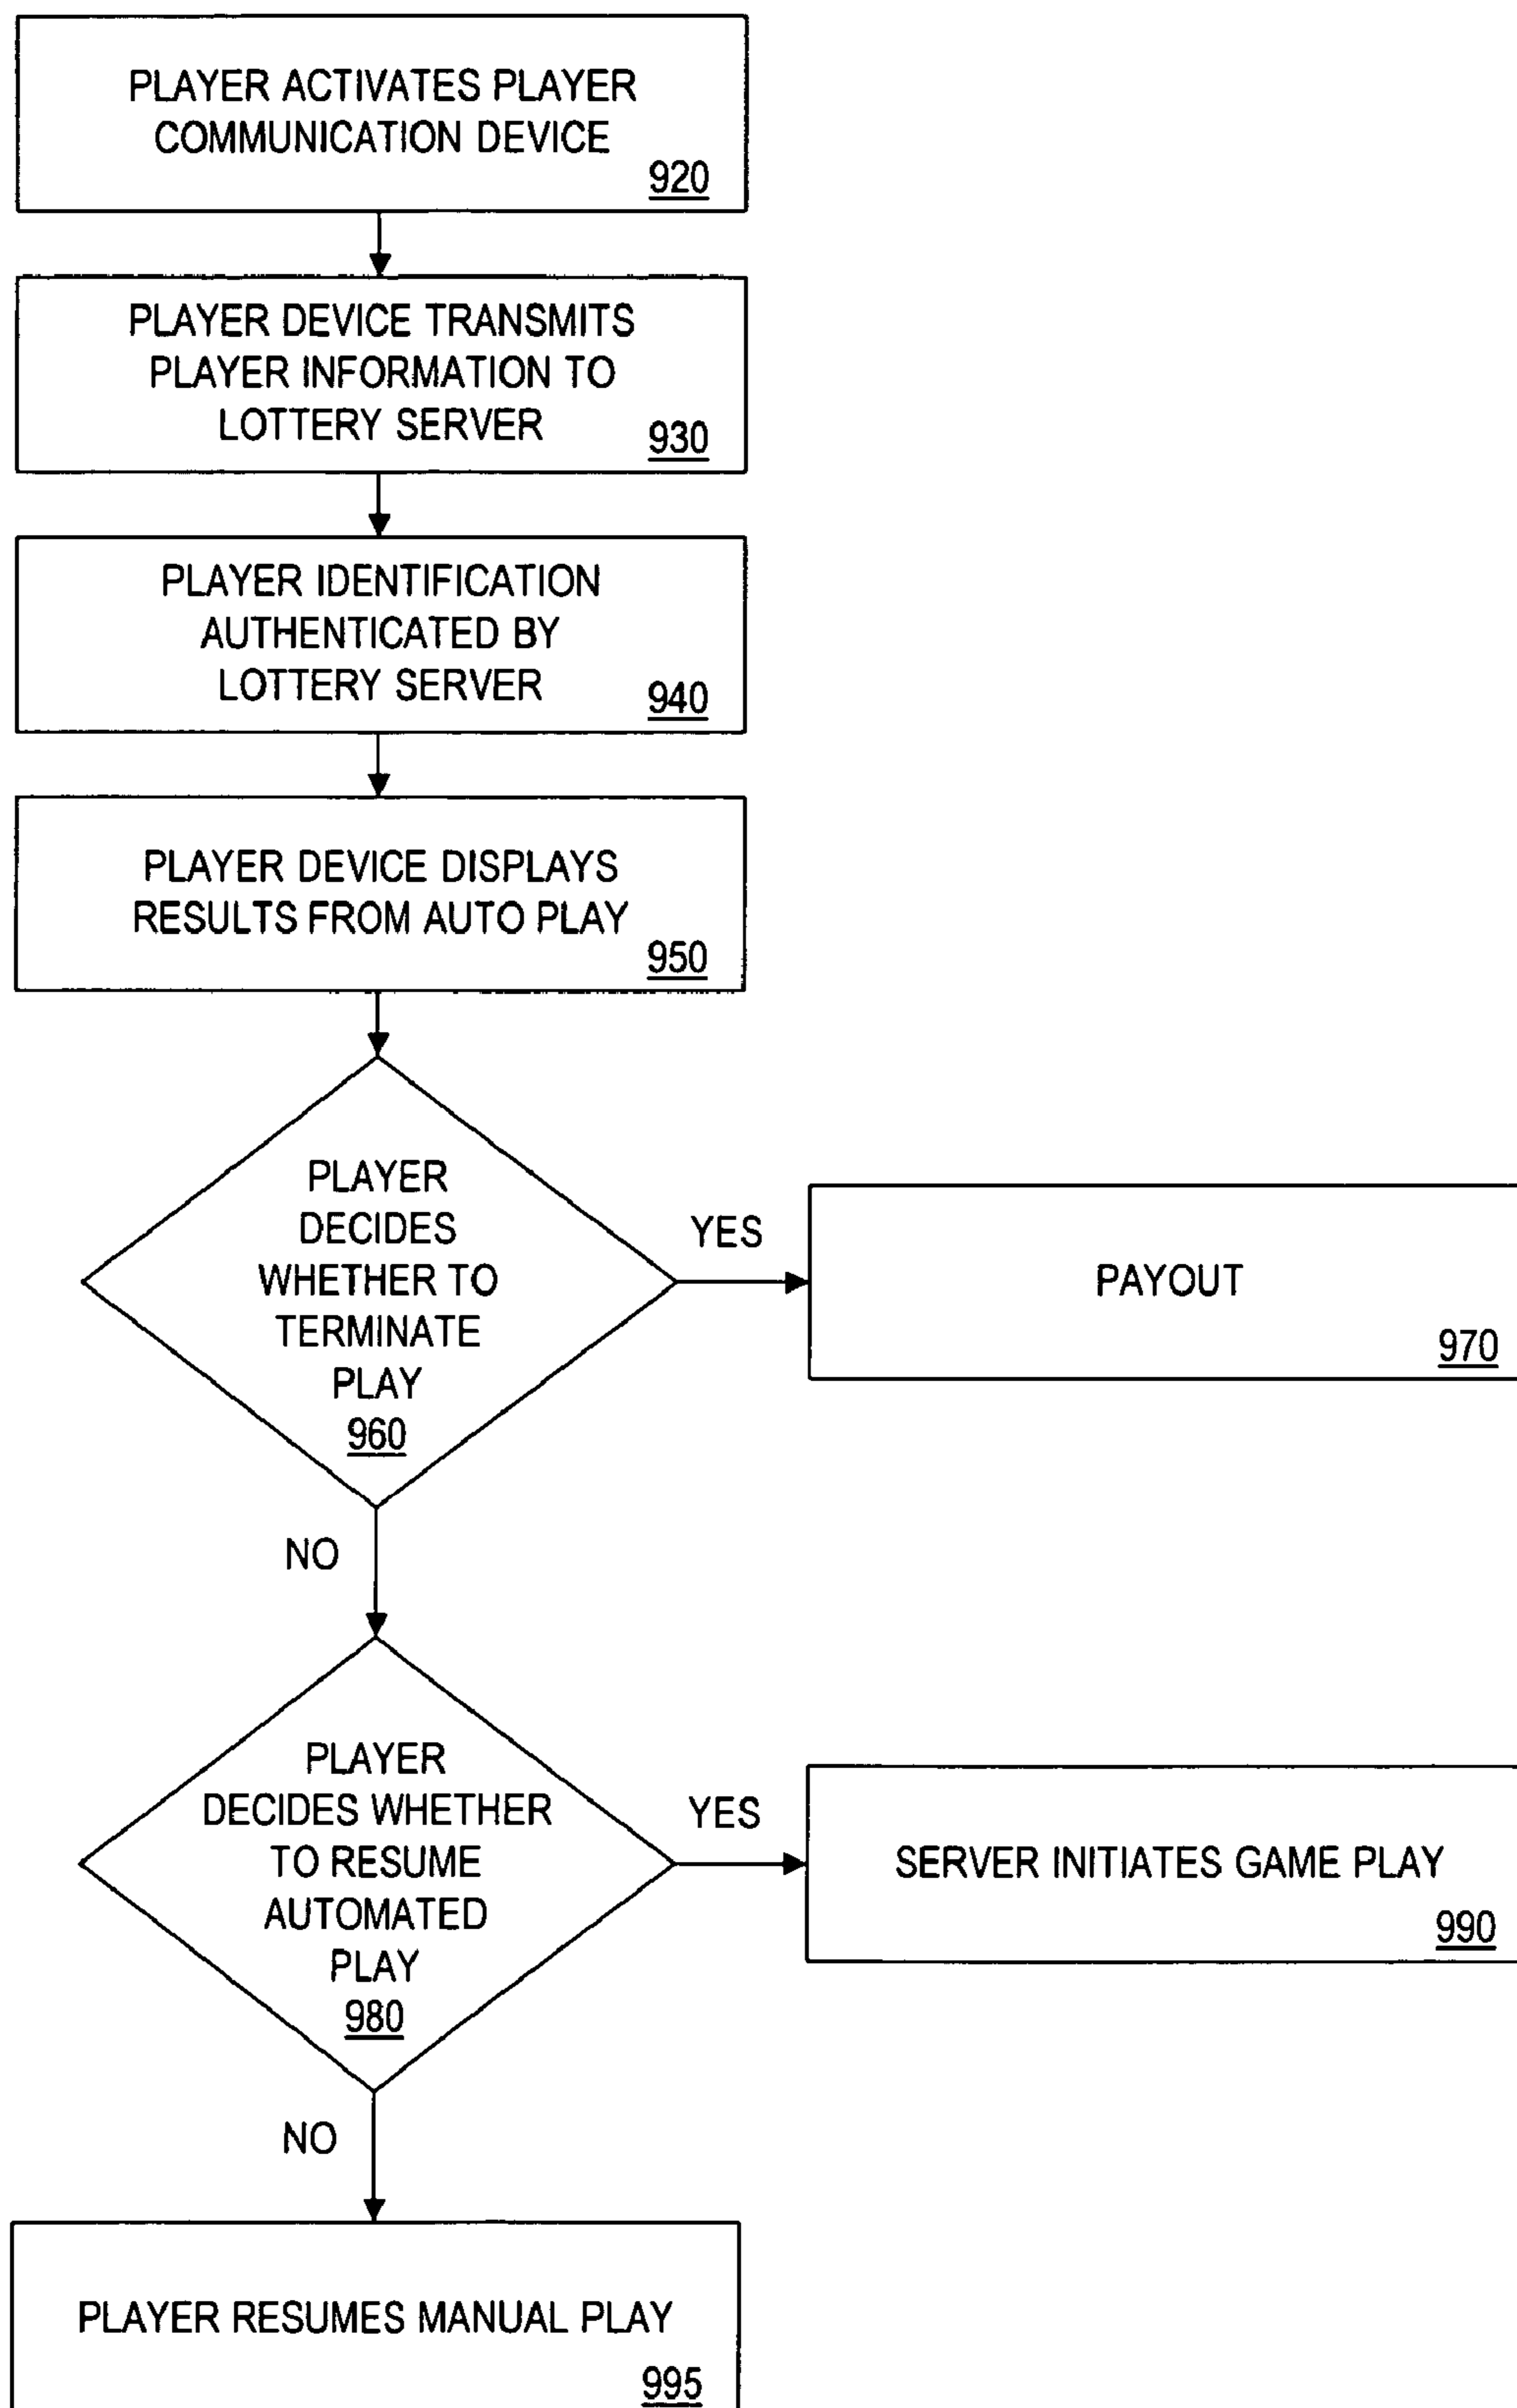 PLAYER ACTIVATES PLAYER
COMMUNICATION DEVICE
920
PLAYER DEVICE TRANSMITS
PLAYER INFORMATION TO
LOTTERY SERVER
930
PLAYER IDENTIFICATION
AUTHENTICATED BY
LOTTERY SERVER
940
PLAYER DEVICE DISPLAYS
RESULTS FROM AUTO PLAY
950
PLAYER
DECIDES
WHETHER TO
TERMINATE
PLAY
960
YES
PAYOUT
970
NO
PLAYER
DECIDES WHETHER
TO RESUME
AUTOMATED
PLAY
980
YES
SERVER INITIATES GAME PLAY
990
NO
PLAYER RESUMES MANUAL PLAY
995